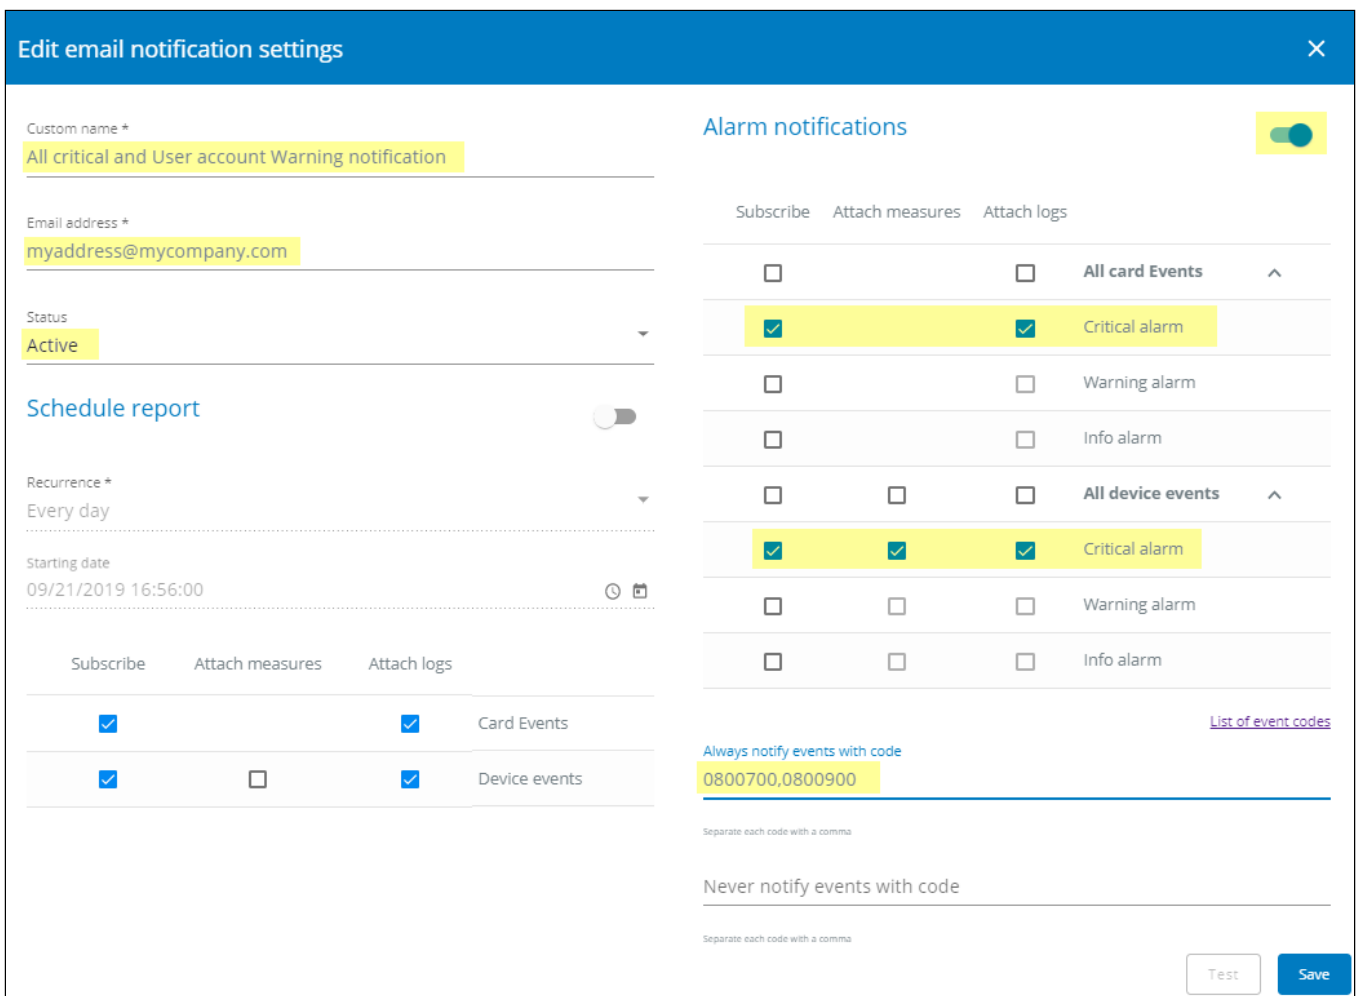 Edit email notification settings
Custom name *
All critical and User account Warning notification
Email address *
myaddress@mycompany.com
Status
Active
Schedule report
Recurrence *
Every day
Starting date
09/21/2019 16:56:00
Subscribe Attach measures Attach logs
Card Events
Device events
Alarm notifications
Subscribe Attach measures Attach logs
All card Events
Critical alarm
Warning alarm
Info alarm
All device events
Critical alarm
Warning alarm
Info alarm
List of event codes
Always notify events with code
0800700,0800900
Separate each code with a comma
Never notify events with code
Separate each code with a comma
Test Save